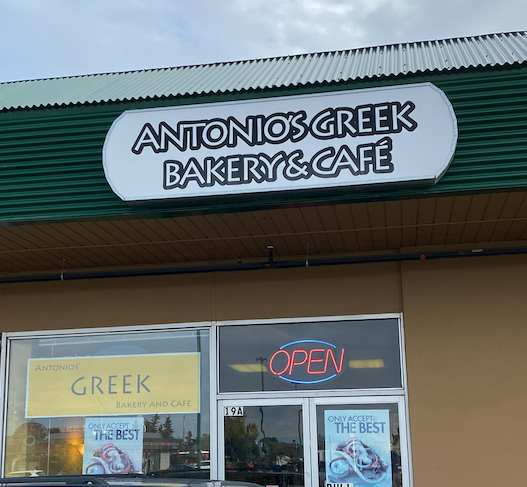 ANTONIO'S GREEK
BAKERY & CAFÉ
OPEN
ANTONIOS'
GREEK
BAKERY AND CAFE
19A
ONLY ACCEPT
THE BEST
ONLY ACCEPT
THE BEST